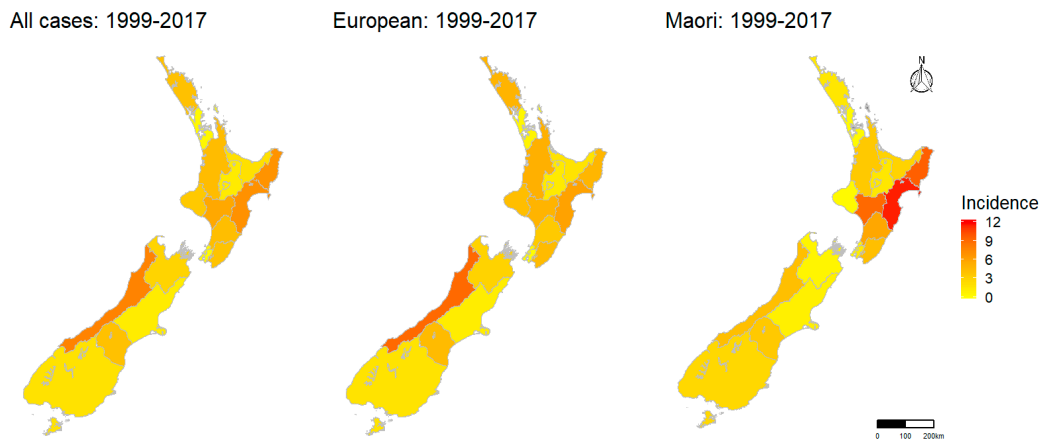 All cases: 1999-2017
European: 1999-2017
Maori: 1999-2017
N
Incidence
12
9
6
3
0
0 100 200km